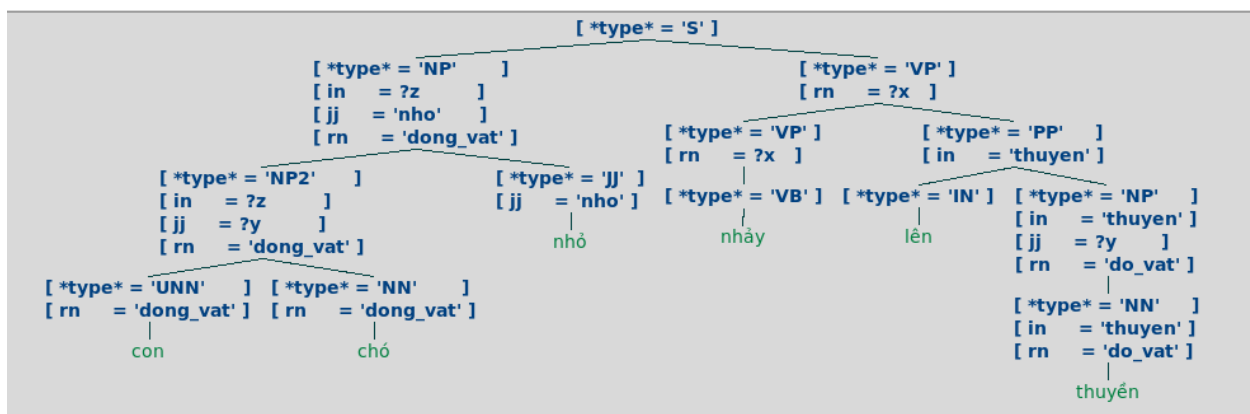 [ *type* = 'S' ]
[ *type* = 'NP' ]
[ in = ?z ]
[ jj = 'nho' ]
[ rn = 'dong_vat' ]
[ *type* = 'VP' ]
[ rn = ?x ]
[ *type* = 'NP2' ]
[ in = ?z ]
[ jj = ?y ]
[ rn = 'dong_vat' ]
[ *type* = 'JJ' ]
[ jj = 'nho' ]
nhỏ
[ *type* = 'VP' ]
[ rn = ?x ]
[ *type* = 'VB' ]
nhảy
[ *type* = 'PP' ]
[ in = 'thuyen' ]
[ *type* = 'IN' ]
lên
[ *type* = 'NP' ]
[ in = 'thuyen' ]
[ jj = ?y ]
[ rn = 'do_vat' ]
[ *type* = 'UNN' ]
[ rn = 'dong_vat' ]
con
[ *type* = 'NN' ]
[ rn = 'dong_vat' ]
chó
[ *type* = 'NN' ]
[ in = 'thuyen' ]
[ rn = 'do_vat' ]
thuyền